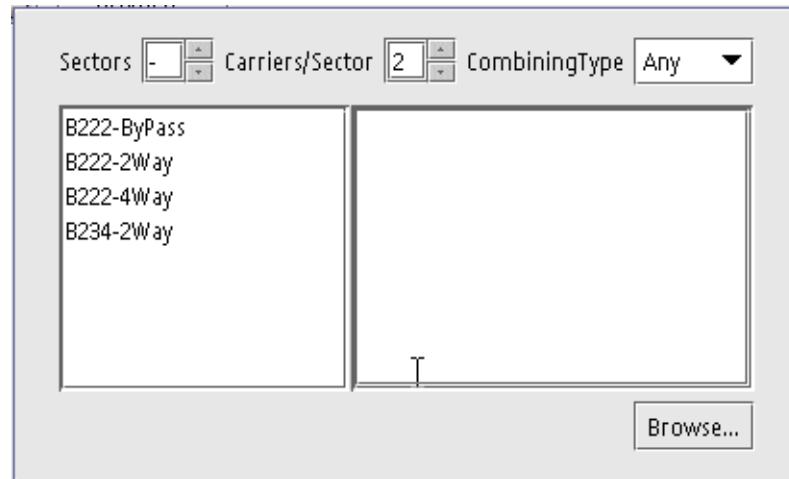 Sectors - Carriers/Sector 2 CombiningType Any
B222-ByPass
B222-2Way
B222-4Way
B234-2Way
Browse...